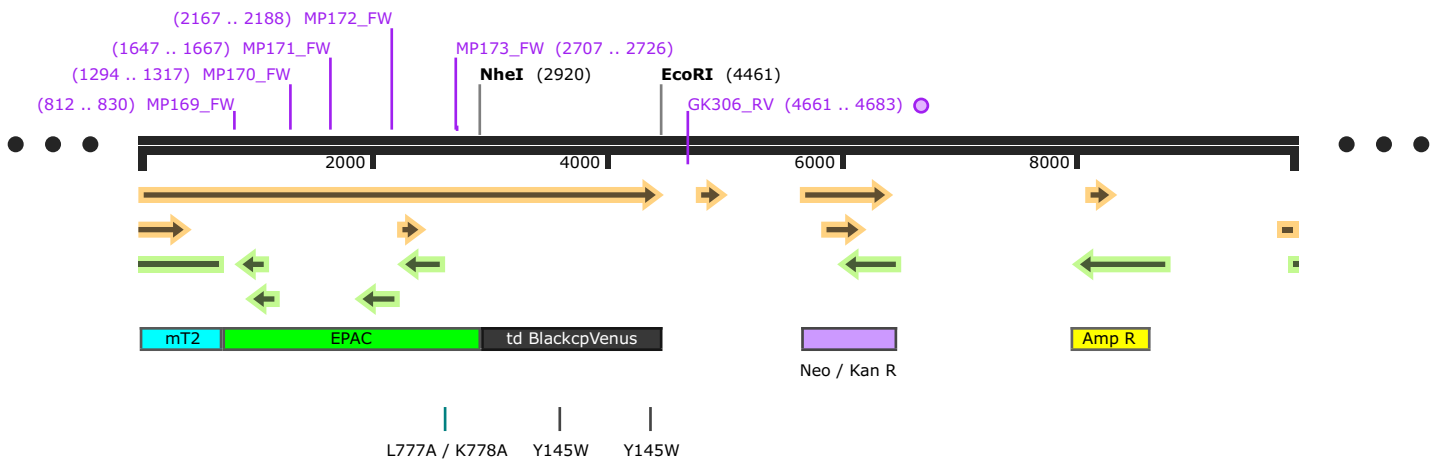 (2167 .. 2188) MP172_FW
(1647 .. 1667) MP171_FW
MP173_FW (2707 .. 2726)
(1294 .. 1317) MP170_FW
NheI (2920)
EcoRI (4461)
(812 .. 830) MP169_FW
GK306_RV (4661 .. 4683)
2000
4000
6000
8000
mT2
EPAC
td BlackcpVenus
Amp R
Neo / Kan R
L777A / K778A
Y145W
Y145W